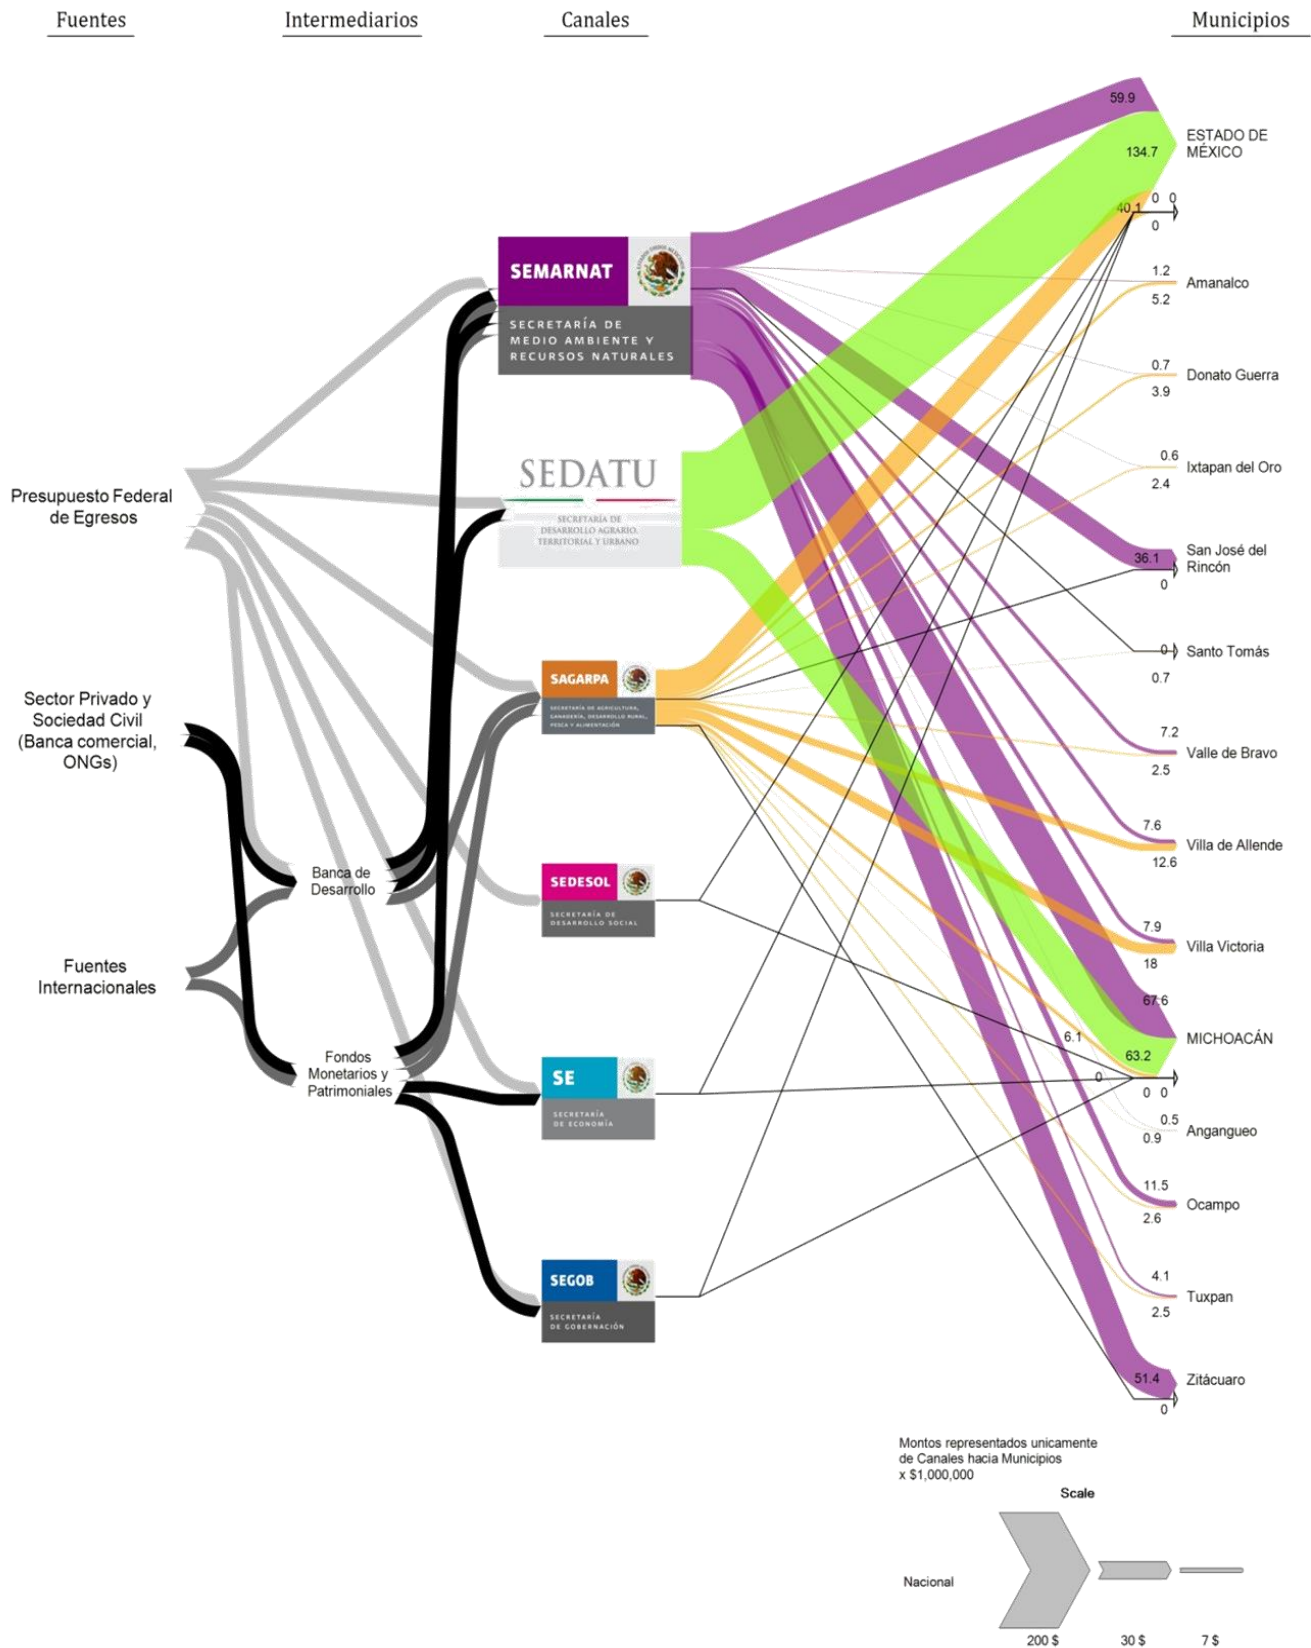 Fuentes
Intermediarios
Canales
Municipios
59.9
ESTADO DE
MÉXICO
134.7
0 0
40.1
0
SEMARNAT
SECRETARÍA DE
MEDIO AMBIENTE Y
RECURSOS NATURALES
1.2
Amanalco
5.2
0.7
Donato Guerra
3.9
SEDATU
SECRETARÍA DE
DESARROLLO AGRARIO,
TERRITORIAL Y URBANO
0.6
Ixtapan del Oro
2.4
Presupuesto Federal
de Egresos
36.1
San José del
Rincón
0
0
Santo Tomás
0.7
SAGARPA
SECRETARÍA DE AGRICULTURA,
GANADERÍA, DESARROLLO RURAL,
PESCA Y ALIMENTACIÓN
Sector Privado y
Sociedad Civil
(Banca comercial,
ONGs)
7.2
Valle de Bravo
2.5
7.6
Villa de Allende
12.6
Banca de
Desarrollo
SEDESOL
SECRETARÍA DE
DESARROLLO SOCIAL
7.9
Villa Victoria
18
Fuentes
Internacionales
67.6
MICHOACÁN
6.1
63.2
0
0 0
Fondos
Monetarios y
Patrimoniales
SE
SECRETARÍA
DE ECONOMÍA
0.5
Angangueo
0.9
11.5
Ocampo
2.6
SEGOB
SECRETARÍA
DE GOBERNACIÓN
4.1
Tuxpan
2.5
51.4
Zitácuaro
0
Montos representados unicamente
de Canales hacia Municipios
x $1,000,000
Scale
Nacional
200 $
30 $
7 $